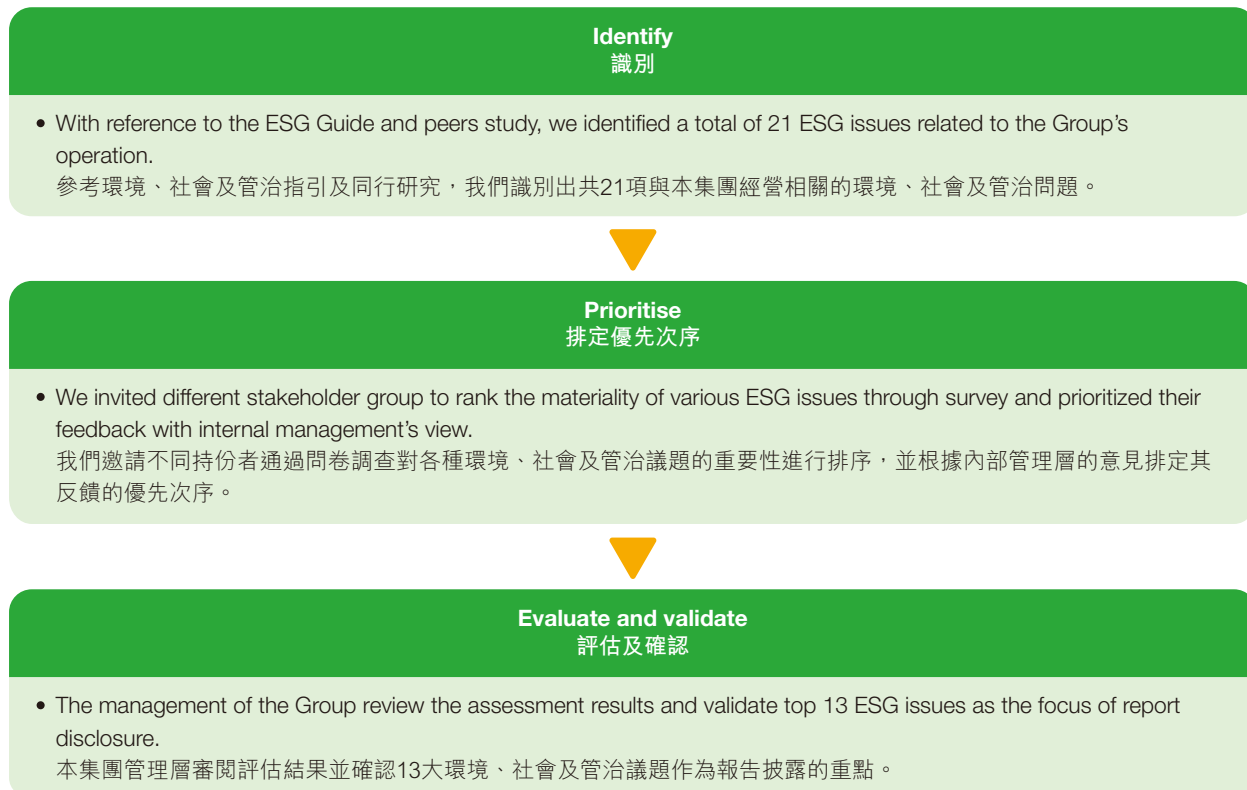 Identify
識別
• With reference to the ESG Guide and peers study, we identified a total of 21 ESG issues related to the Group's
operation.
參考環境、社會及管治指引及同行研究，我們識別出共21項與本集團經營相關的環境、社會及管治問題。
Prioritise
排定優先次序
• We invited different stakeholder group to rank the materiality of various ESG issues through survey and prioritized their
feedback with internal management's view.
我們邀請不同持份者通過問卷調查對各種環境、社會及管治議題的重要性進行排序，並根據內部管理層的意見排定其
反饋的優先次序。
Evaluate and validate
評估及確認
• The management of the Group review the assessment results and validate top 13 ESG issues as the focus of report
disclosure.
本集團管理層審閱評估結果並確認13大環境、社會及管治議題作為報告披露的重點。